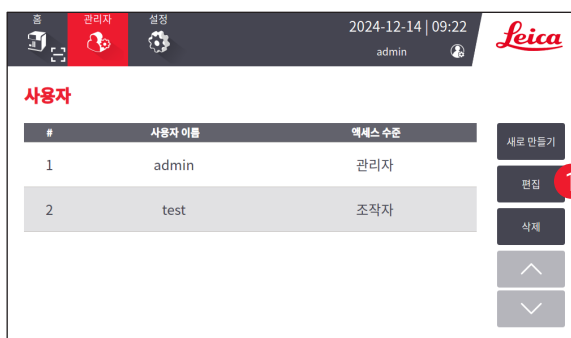 홈 관리자 설정
2024-12-14 | 09:22
admin
Leica
사용자
# 사용자 이름 액세스 수준
새로 만들기
1 admin 관리자
편집 1
2 test 조작자
삭제